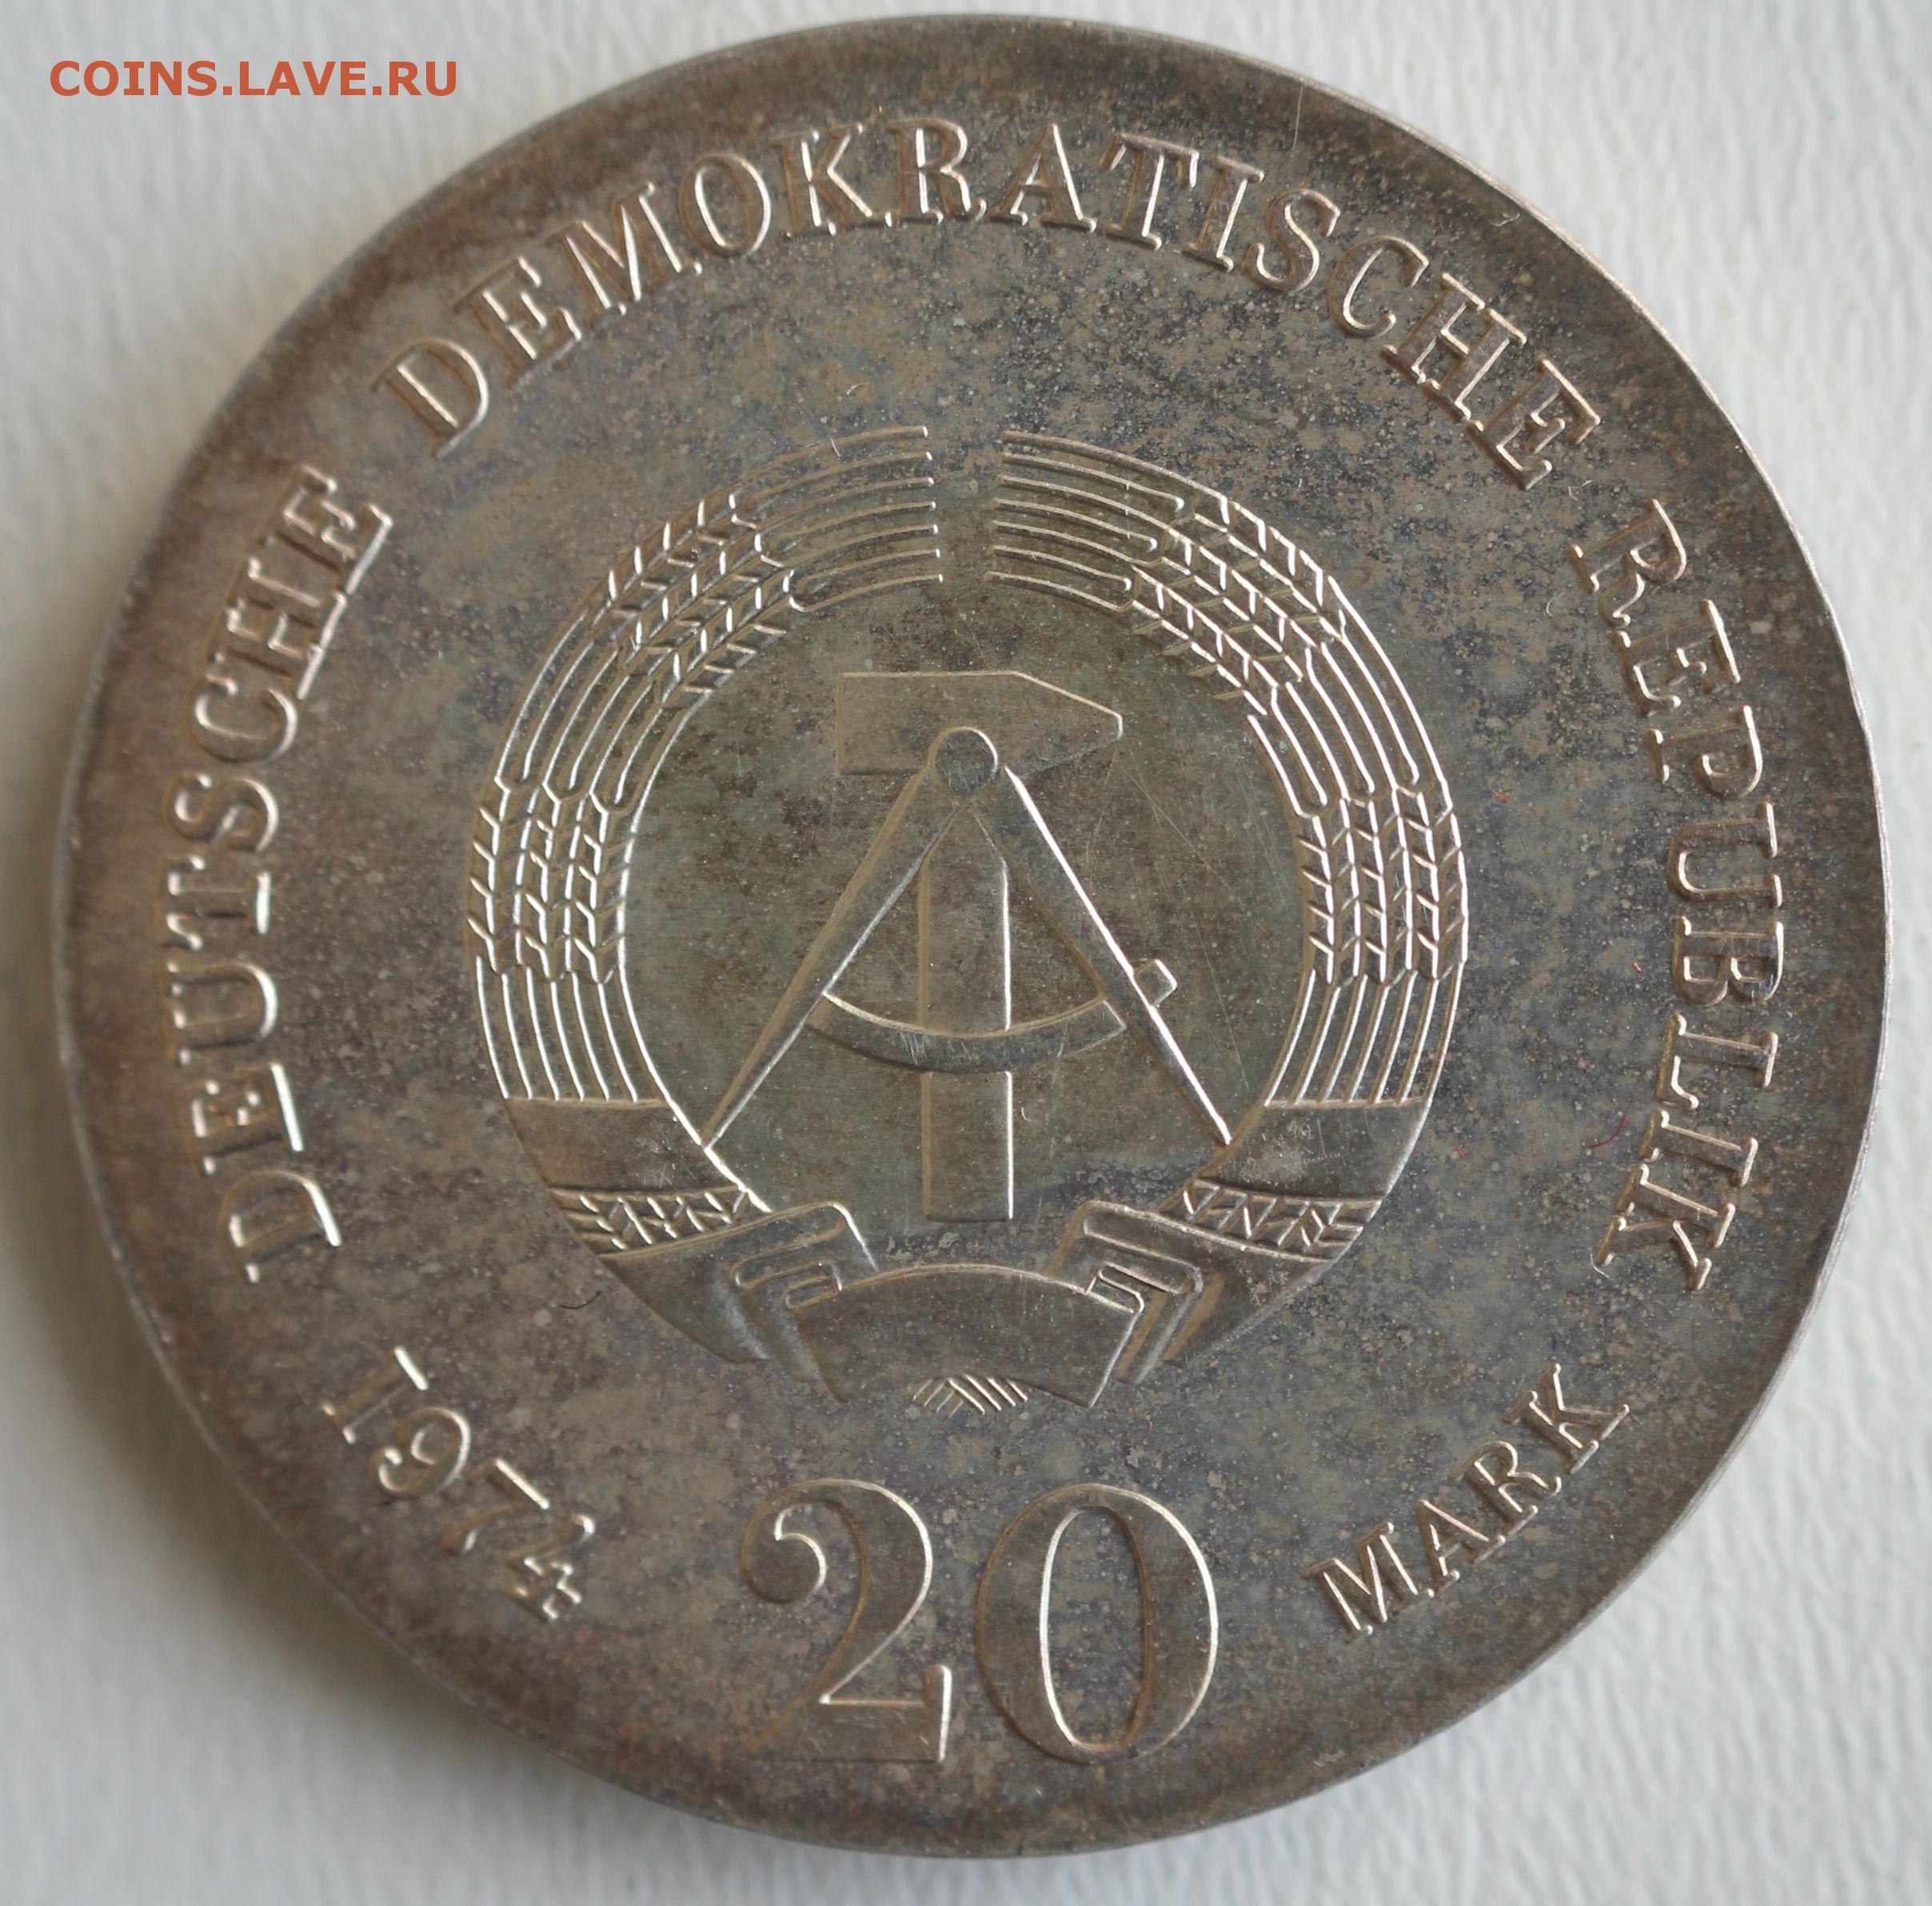 COINS.LAVE.RU
DEUTSCHE DEMOKRATISCHE REPUBLIK
1974
20
MARK